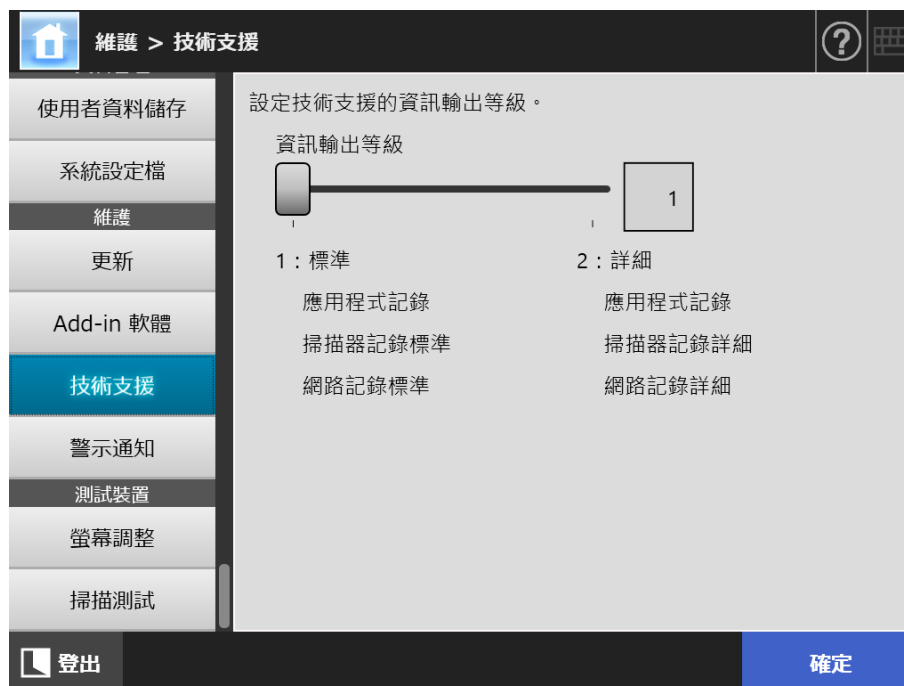 維護 > 技術支援
使用者資料儲存
系統設定檔
維護
更新
Add-in 軟體
技術支援
警示通知
測試裝置
螢幕調整
掃描測試
設定技術支援的資訊輸出等級。
資訊輸出等級
1
1：標準
應用程式記錄
掃描器記錄標準
網路記錄標準
2：詳細
應用程式記錄
掃描器記錄詳細
網路記錄詳細
登出
確定